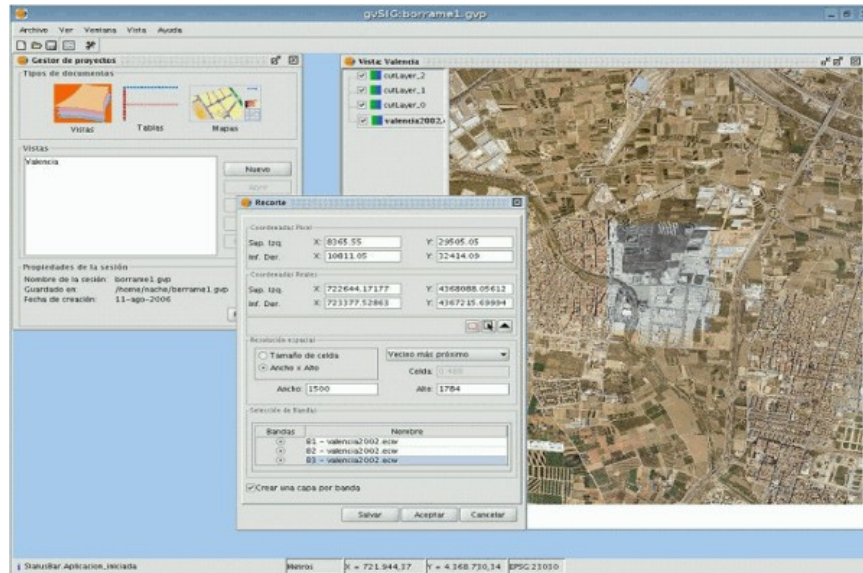 gvSIG:borrame1.gvp
Archivo Ver Ventana Vista Ayuda
Gestor de proyectos
Tipos de documentos
Vistas Tablas Mapas
Vistas
Valencia
Nuevo
Abrir
Propiedades de la sesión
Nombre de la sesión: borrame1.gvp
Guardado en: /home/nacho/borrame1.gvp
Fecha de creación: 11-ago-2006
Vista: Valencia
cutLayer_2
cutLayer_1
cutLayer_0
valencia2002.
Recorte
Coordenadas Pixel
Sup. Izq. X: 8365.55 Y: 29505.05
Inf. Der. X: 10811.05 Y: 32414.09
Coordenadas Reales
Sup. Izq. X: 722644.17177 Y: 4368088.05612
Inf. Der. X: 723377.52863 Y: 4367215.69994
Resolución espacial
Tamaño de celda
Ancho x Alto
Vecino más próximo
Celda:
Ancho: 1500 Alto: 1784
Selección de Bandas
Bandas Nombre
B1 - valencia2002.ecw
B2 - valencia2002.ecw
B3 - valencia2002.ecw
Crear una capa por banda
Salvar Aceptar Cancelar
StatusBar.Aplicacion_iniciada
Metros X = 721.944,37 Y = 4.368.730,34 EPSG:23030